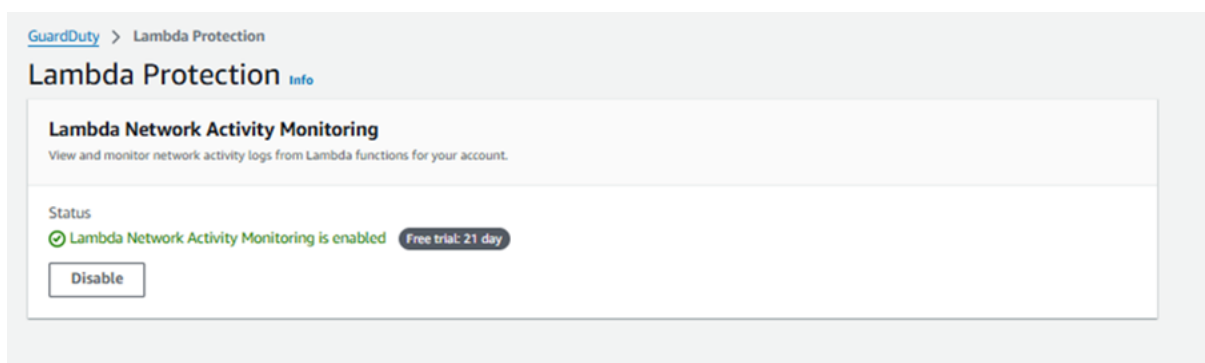 GuardDuty > Lambda Protection
Lambda Protection Info
Lambda Network Activity Monitoring
View and monitor network activity logs from Lambda functions for your account.
Status
Lambda Network Activity Monitoring is enabled Free trial: 21 day
Disable